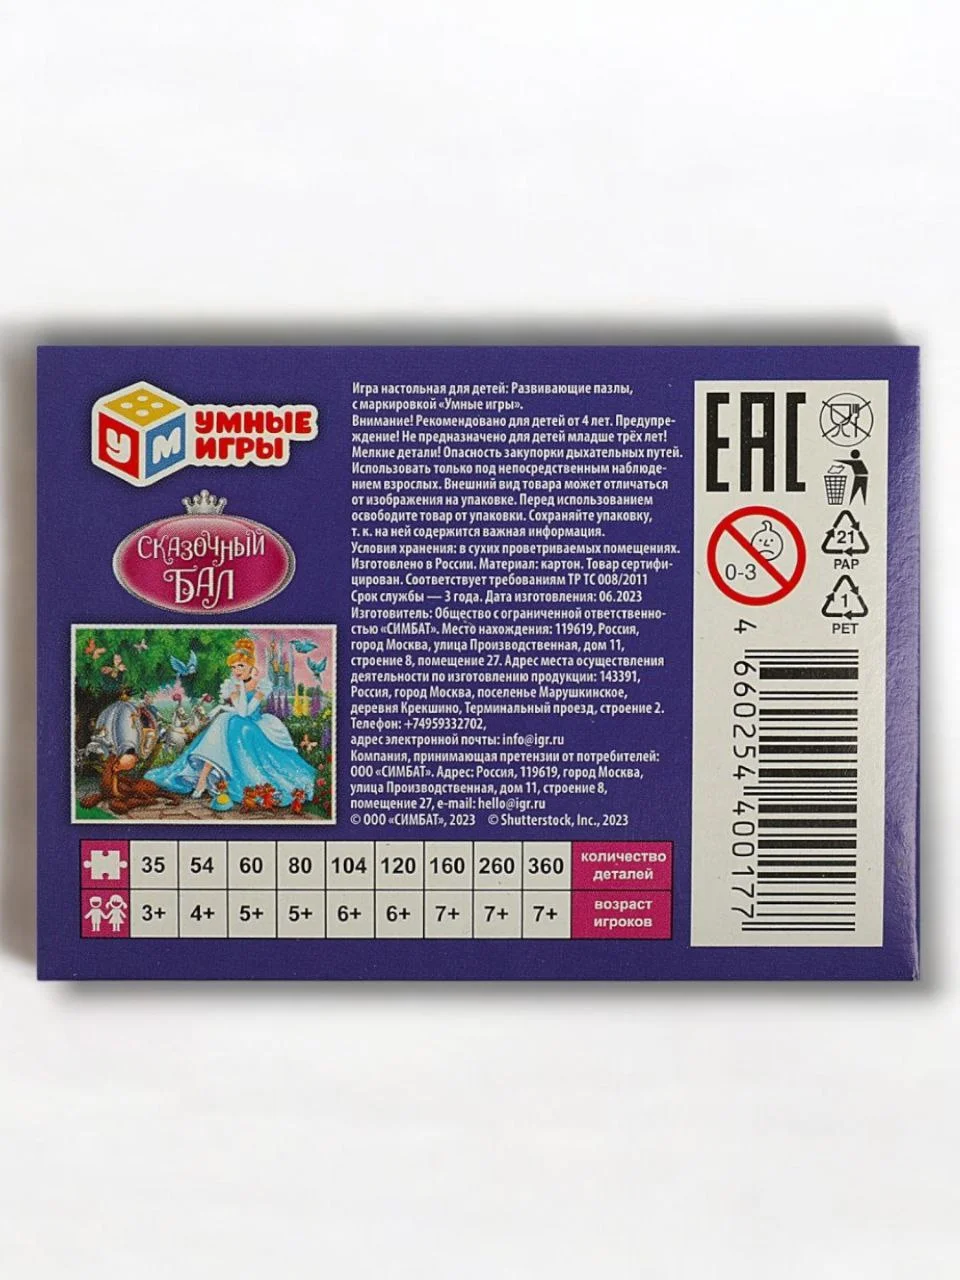 УМНЫЕ
ИГРЫ
У М
СКАЗОЧНЫЙ
БАЛ
Игра настольная для детей: Развивающие пазлы,
с маркировкой «Умные игры».
Внимание! Рекомендовано для детей от 4 лет. Предупре-
ждение! Не предназначено для детей младше трёх лет!
Мелкие детали! Опасность закупорки дыхательных путей.
Использовать только под непосредственным наблюде-
нием взрослых. Внешний вид товара может отличаться
от изображения на упаковке. Перед использованием
освободите товар от упаковки. Сохраняйте упаковку,
т. к. на ней содержится важная информация.
Условия хранения: в сухих проветриваемых помещениях.
Изготовлено в России. Материал: картон. Товар сертифи-
цирован. Соответствует требованиям ТР ТС 008/2011
Срок службы — 3 года. Дата изготовления: 06.2023
Изготовитель: Общество с ограниченной ответственно-
стью «СИМБАТ». Место нахождения: 119619, Россия,
город Москва, улица Производственная, дом 11,
строение 8, помещение 27. Адрес места осуществления
деятельности по изготовлению продукции: 143391,
Россия, город Москва, поселенье Марушкинское,
деревня Крекшино, Терминальный проезд, строение 2.
Телефон: +74959332702,
адрес электронной почты: info@igr.ru
Компания, принимающая претензии от потребителей:
ООО «СИМБАТ». Адрес: Россия, 119619, город Москва,
улица Производственная, дом 11, строение 8,
помещение 27, e-mail: hello@igr.ru
© ООО «СИМБАТ», 2023 © Shutterstock, Inc., 2023
35 54 60 80 104 120 160 260 360 количество
деталей
3+ 4+ 5+ 5+ 6+ 6+ 7+ 7+ 7+ возраст
игроков
EAC
0-3
21
PAP
1
PET
4 660254 400177